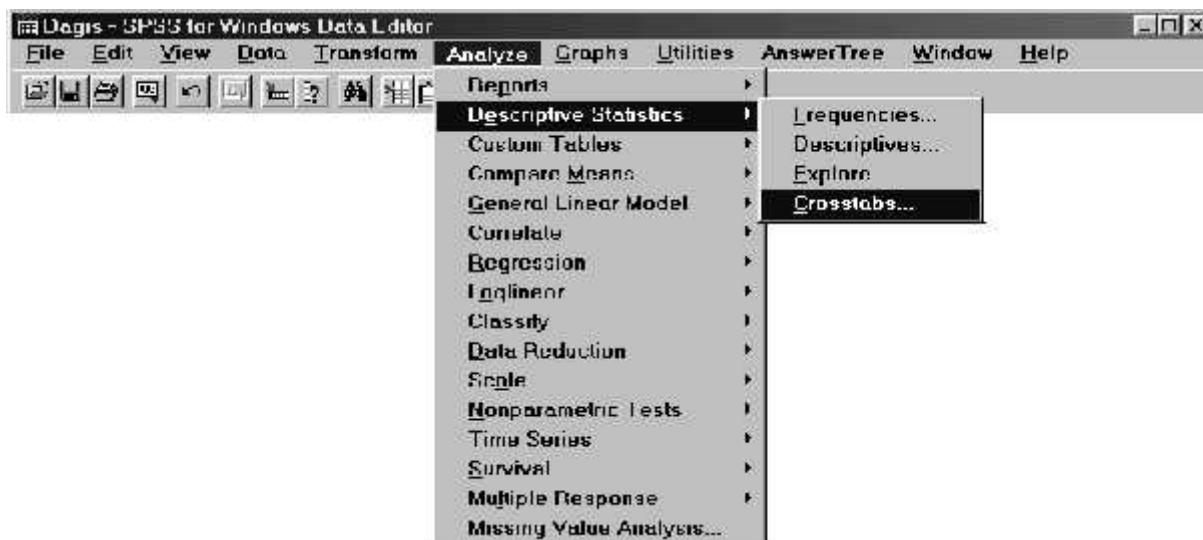 Dagis - SPSS for Windows Data Editor
File Edit View Data Transform Analyze Graphs Utilities AnswerTree Window Help
Reports
Descriptive Statistics
Frequencies...
Custom Tables
Descriptives...
Compare Means
Explore
General Linear Model
Crosstabs...
Correlate
Regression
Loglinear
Classify
Data Reduction
Scale
Nonparametric Tests
Time Series
Survival
Multiple Response
Missing Value Analysis...